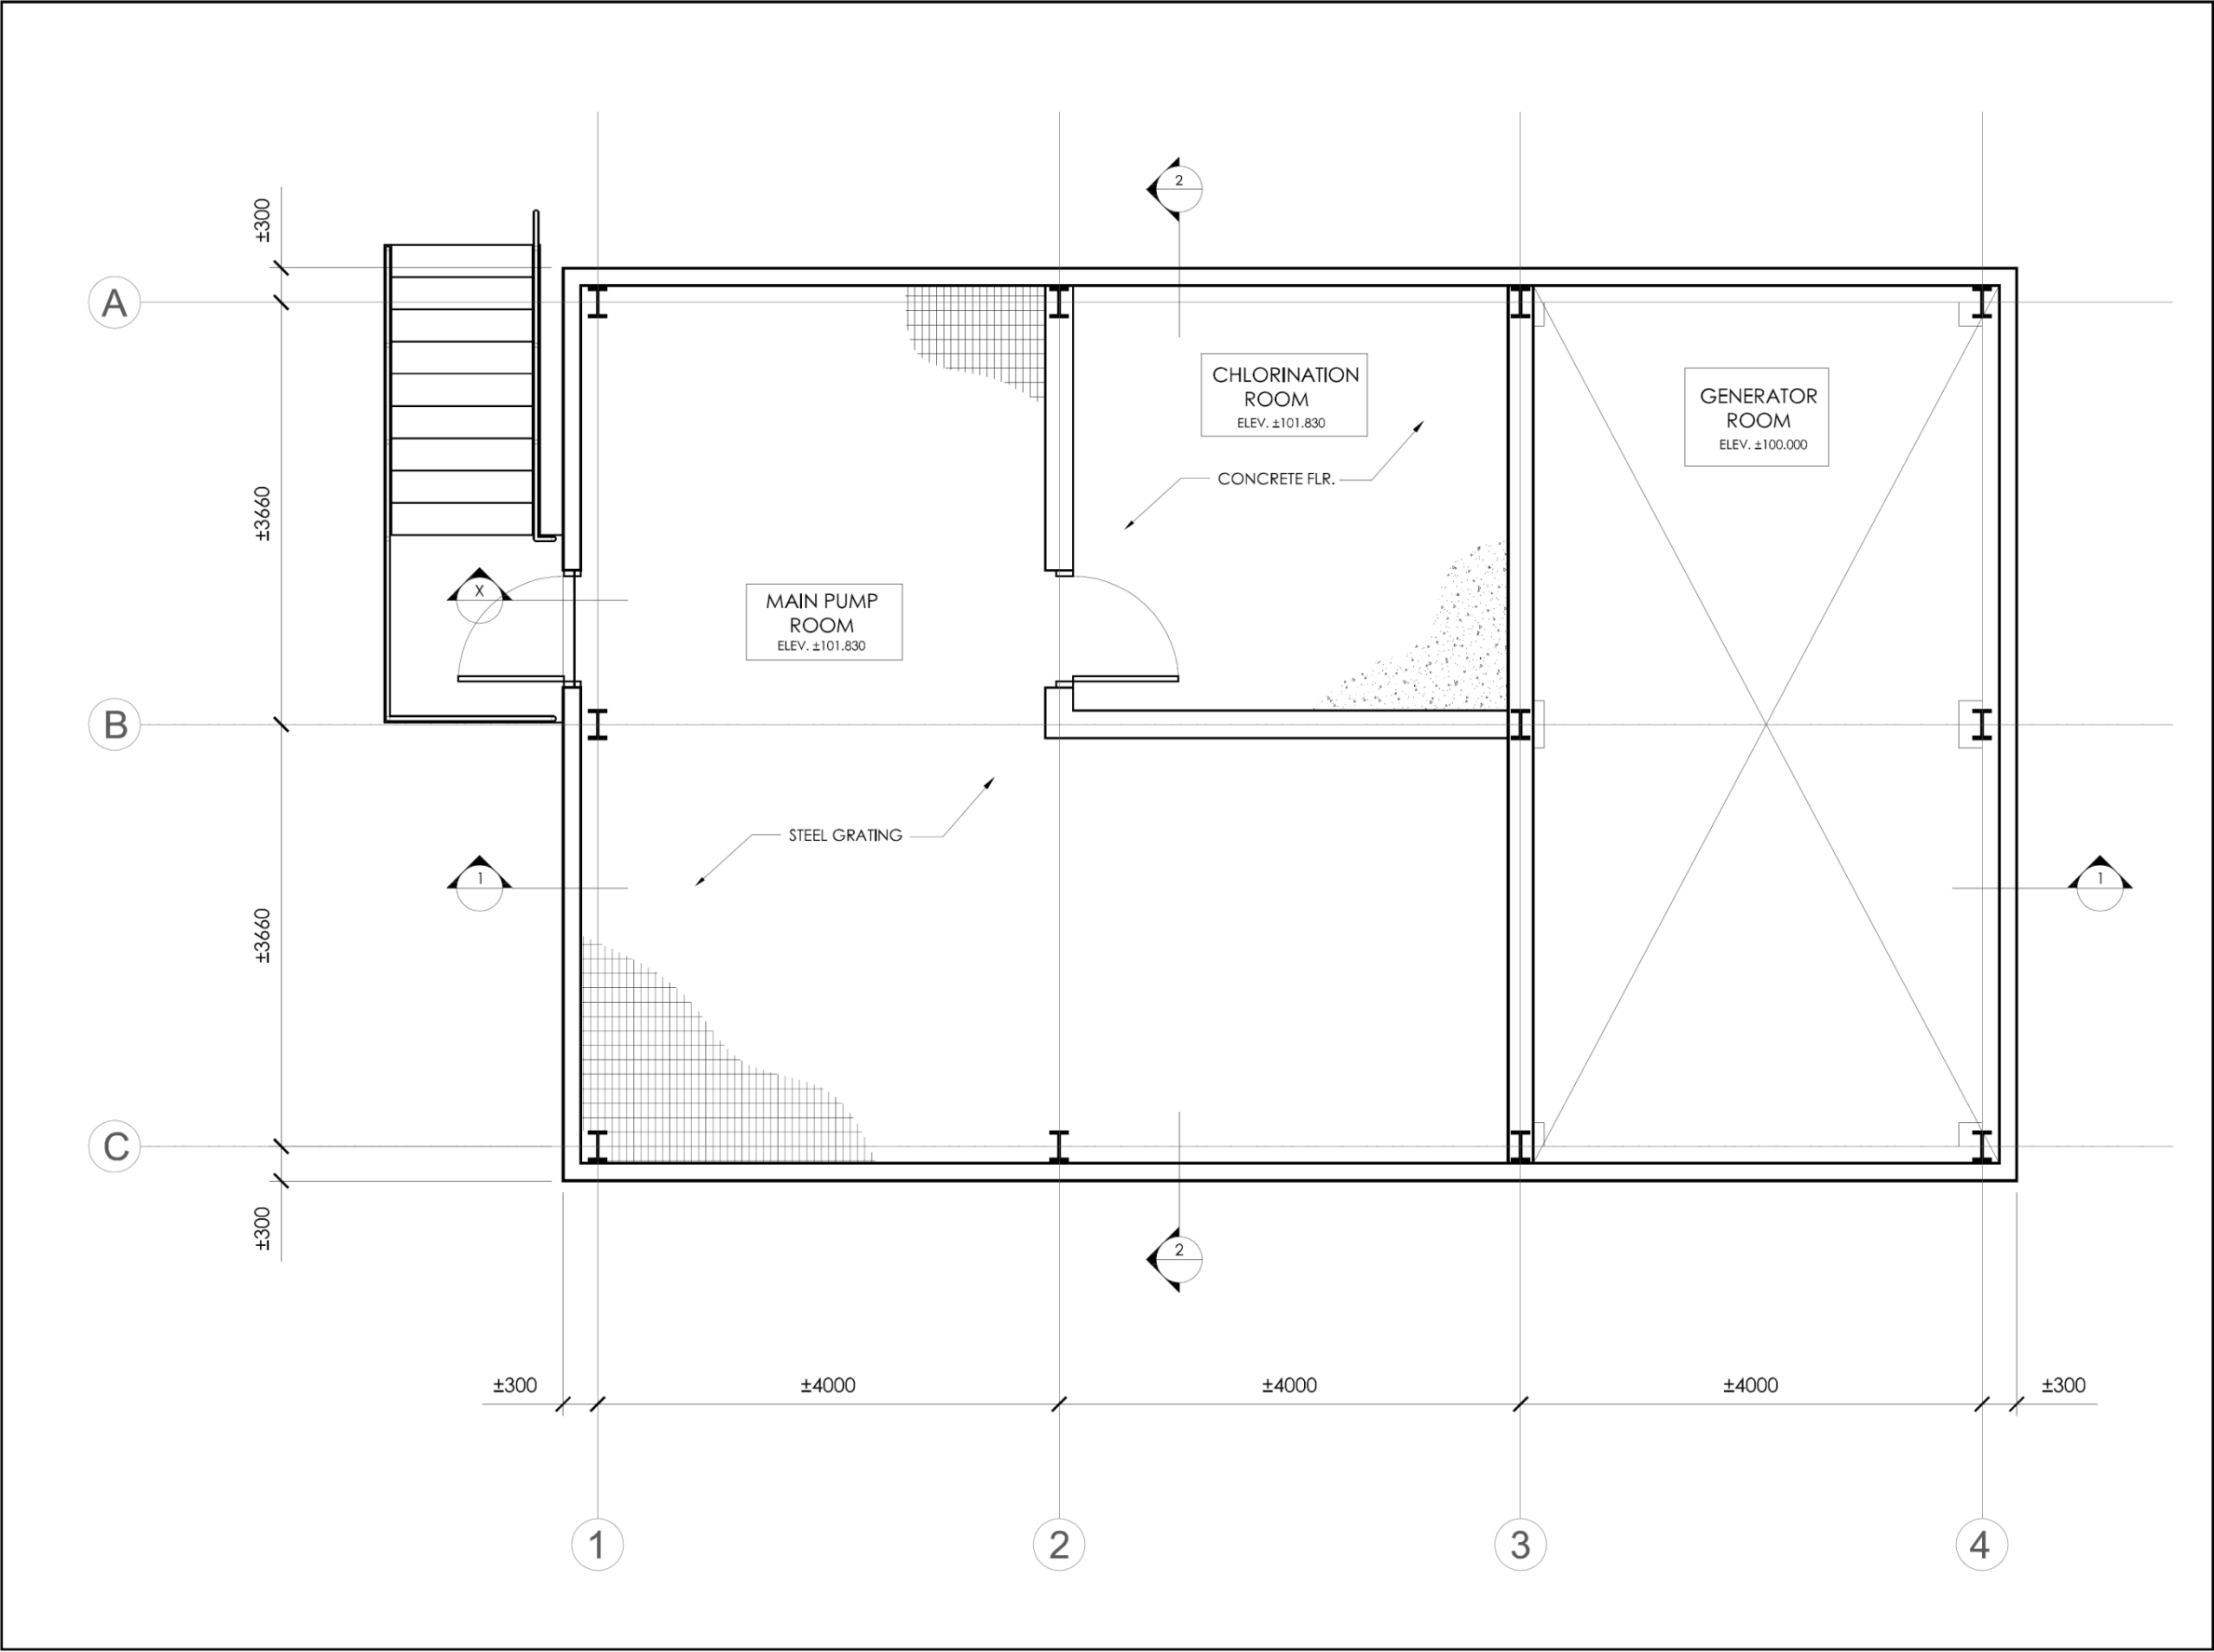 2
±300
A
CHLORINATION
ROOM
ELEV. ±101.830
GENERATOR
ROOM
ELEV. ±100.000
CONCRETE FLR.
±3660
X
MAIN PUMP
ROOM
ELEV. ±101.830
B
STEEL GRATING
1
1
±3660
C
±300
2
±300
±4000
±4000
±4000
±300
1
2
3
4